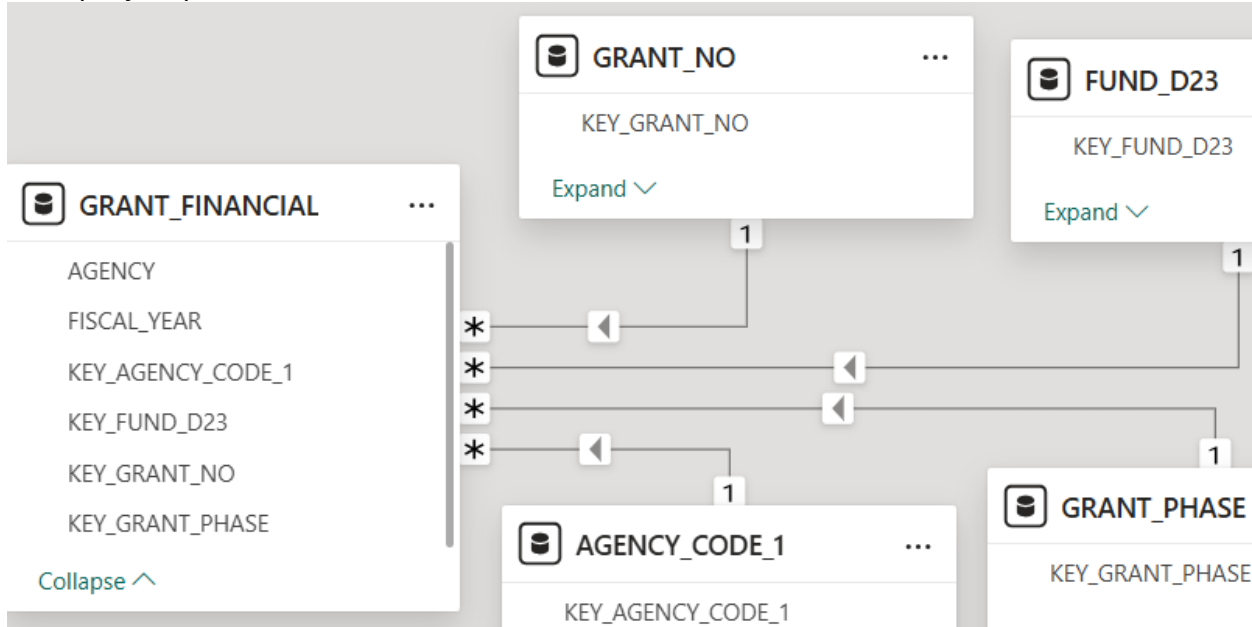 GRANT_NO
KEY_GRANT_NO
Expand
FUND_D23
KEY_FUND_D23
Expand
GRANT_FINANCIAL
AGENCY
FISCAL_YEAR
KEY_AGENCY_CODE_1
KEY_FUND_D23
KEY_GRANT_NO
KEY_GRANT_PHASE
Collapse
1
1
*
*
*
*
1
1
AGENCY_CODE_1
KEY_AGENCY_CODE_1
GRANT_PHASE
KEY_GRANT_PHASE